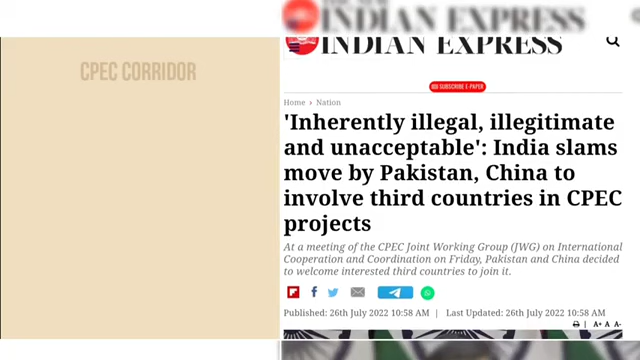 CPEC CORRIDOR
INDIAN EXPRESS
INDIAN EXPRESS
SUBSCRIBE E-PAPER
Home › Nation
'Inherently illegal, illegitimate
and unacceptable': India slams
move by Pakistan, China to
involve third countries in CPEC
projects
At a meeting of the CPEC Joint Working Group (JWG) on International
Cooperation and Coordination on Friday, Pakistan and China decided
to welcome interested third countries to join it.
Published: 26th July 2022 10:58 AM | Last Updated: 26th July 2022 10:58 AM
A+ A A-